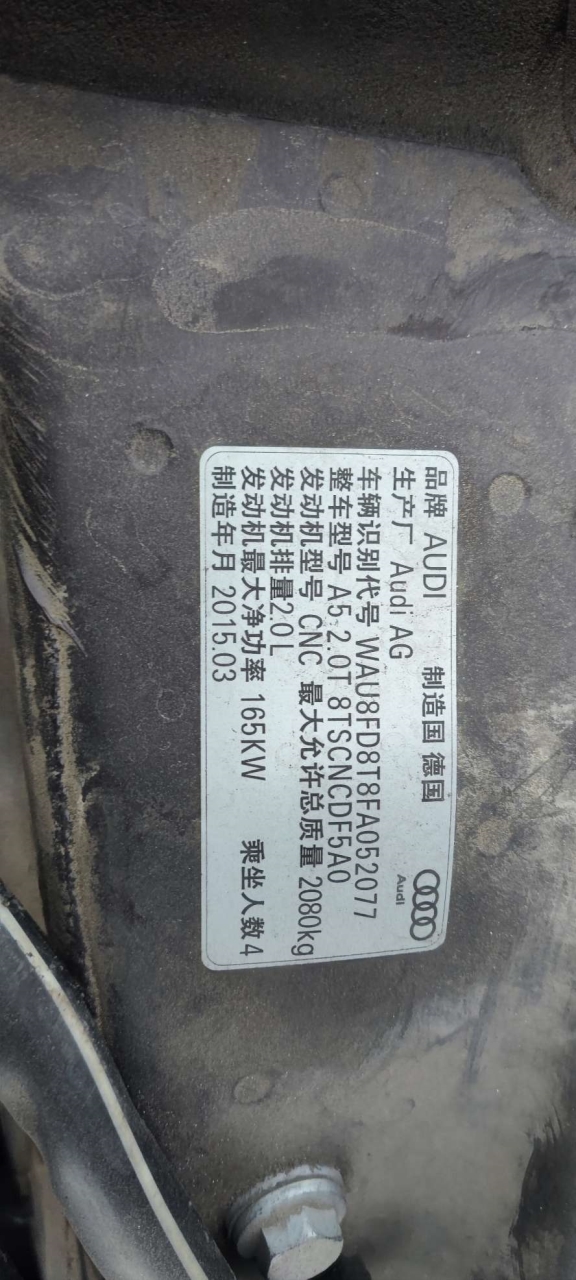 品牌 AUDI 制造国 德国
生产厂 Audi AG
Audi
车辆识别代号 WAU8FD8T8FA052077
整车型号 A5 2.0T 8TSCNCDF5A0
发动机型号 CNC 最大允许总质量 2080kg
发动机排量2.0L
发动机最大净功率 165KW 乘坐人数4
制造年月 2015.03